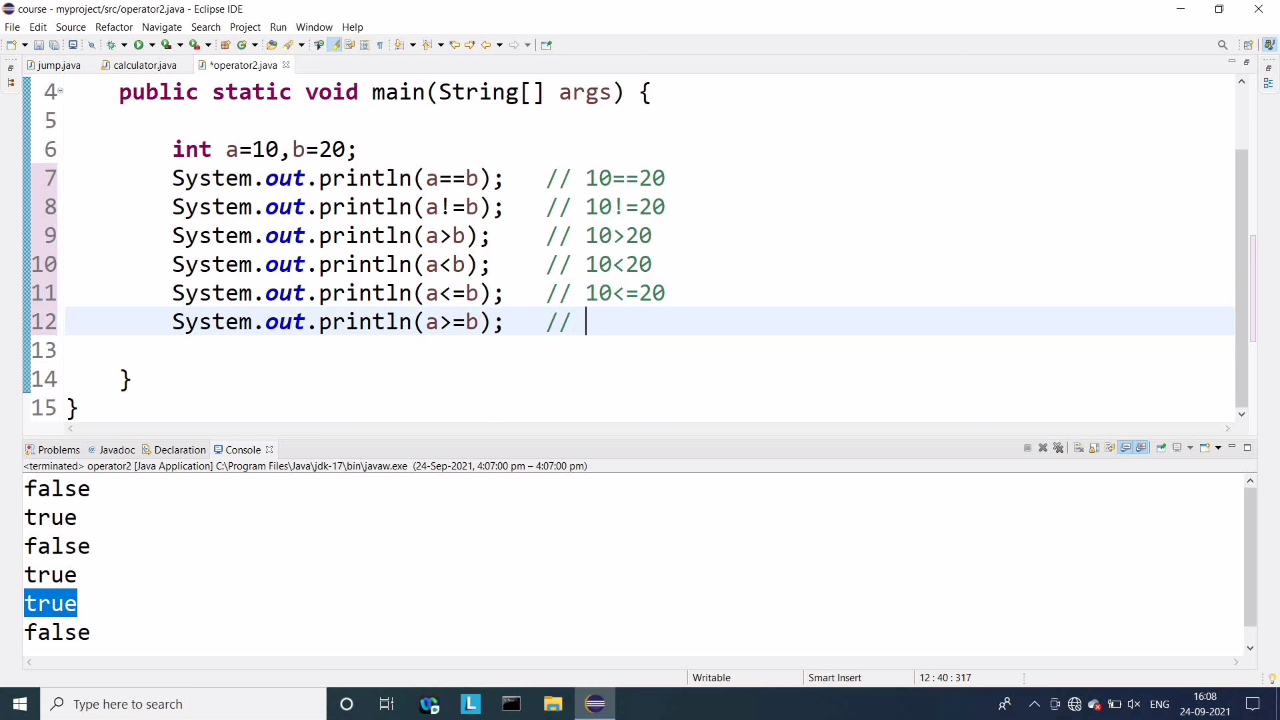 course - myproject/src/operator2.java - Eclipse IDE
File Edit Source Refactor Navigate Search Project Run Window Help
jump.java calculator.java *operator2.java
4 public static void main(String[] args) {
5
6 int a=10,b=20;
7 System.out.println(a==b); // 10==20
8 System.out.println(a!=b); // 10!=20
9 System.out.println(a>b); // 10>20
10 System.out.println(a<b); // 10<20
11 System.out.println(a<=b); // 10<=20
12 System.out.println(a>=b); //
13
14 }
15 }
Problems Javadoc Declaration Console
<terminated> operator2 [Java Application] C:\Program Files\Java\jdk-17\bin\javaw.exe (24-Sep-2021, 4:07:00 pm – 4:07:00 pm)
false
true
false
true
true
false
Writable Smart Insert 12 : 40 : 317
Type here to search L ENG 16:08
24-09-2021